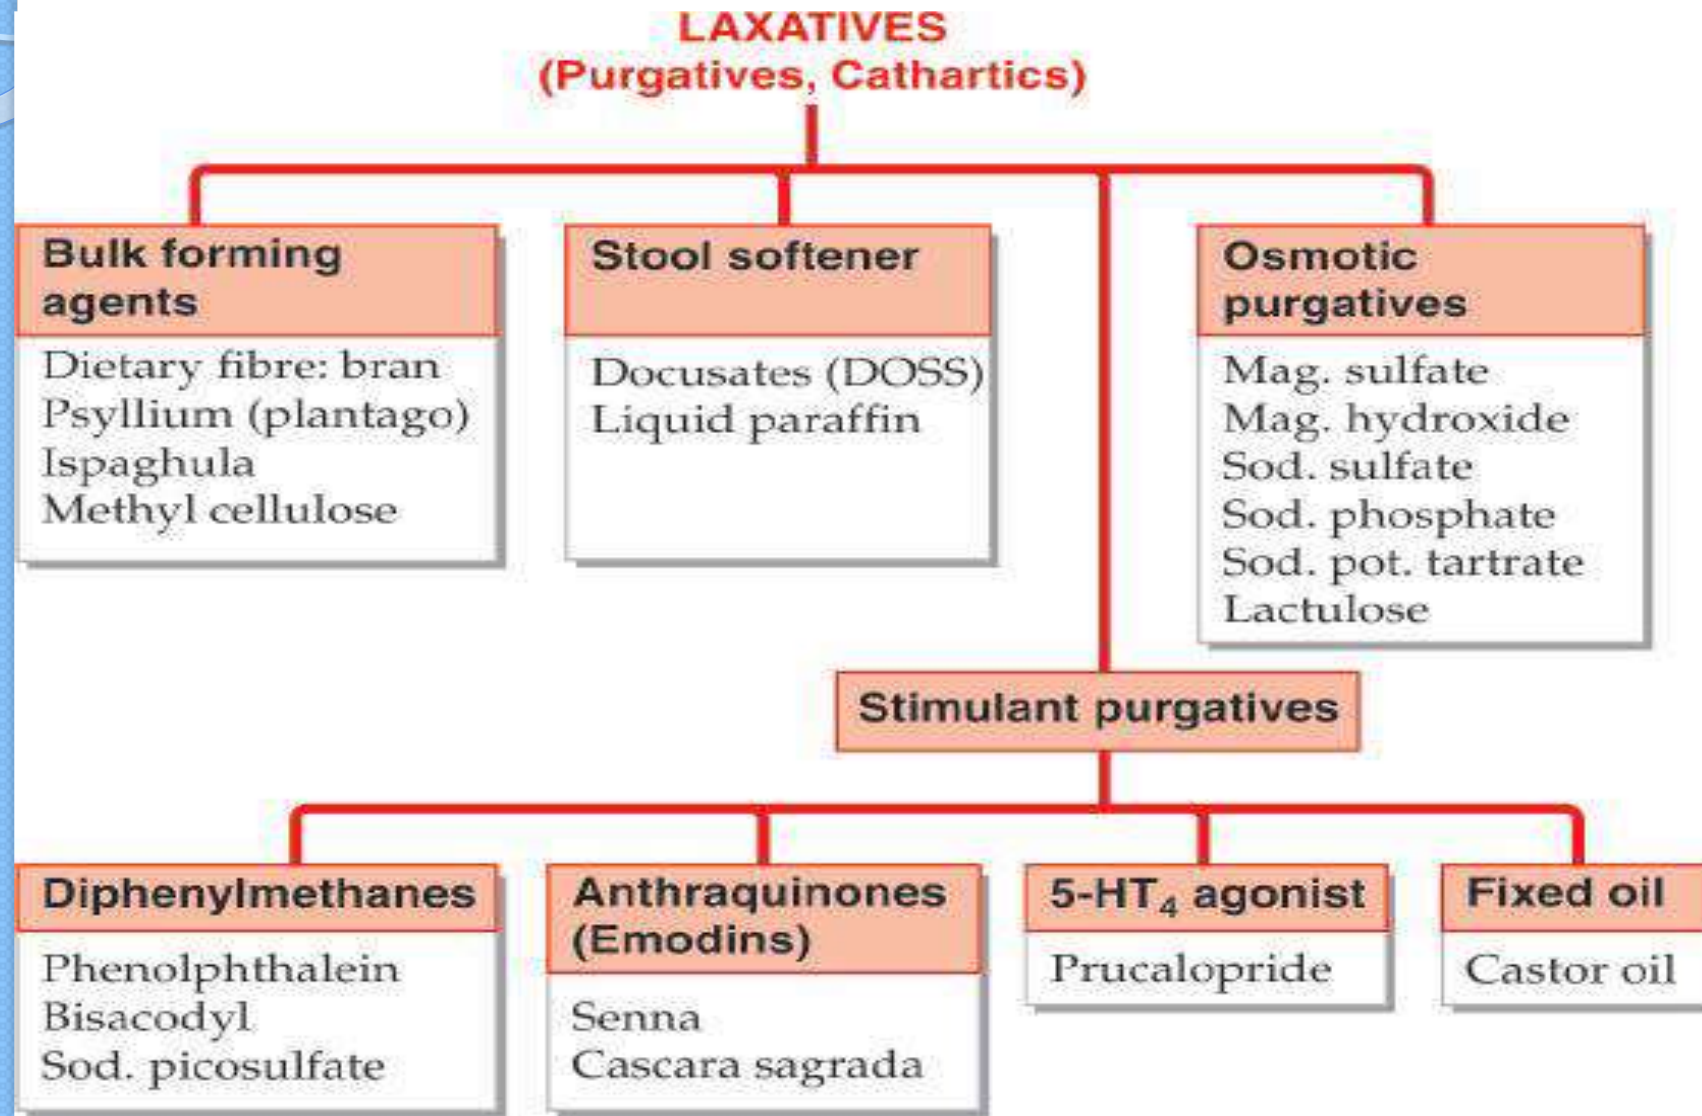 LAXATIVES
(Purgatives, Cathartics)
Bulk forming
agents
Dietary fibre: bran
Psyllium (plantago)
Ispaghula
Methyl cellulose
Stool softener
Docusates (DOSS)
Liquid paraffin
Osmotic
purgatives
Mag. sulfate
Mag. hydroxide
Sod. sulfate
Sod. phosphate
Sod. pot. tartrate
Lactulose
Stimulant purgatives
Diphenylmethanes
Phenolphthalein
Bisacodyl
Sod. picosulfate
Anthraquinones
(Emodins)
Senna
Cascara sagrada
5-HT₄ agonist
Prucalopride
Fixed oil
Castor oil